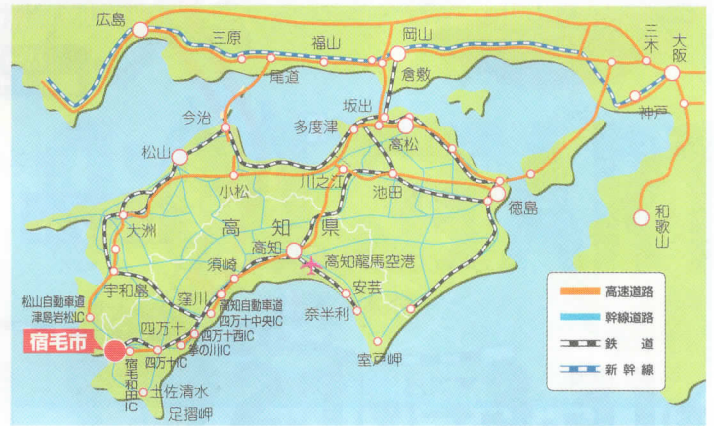 広島
三原
福山
岡山
三木
大阪
尾道
倉敷
神戸
今治
坂出
多度津
高松
松山
小松
川之江
池田
徳島
和歌山
大洲
高知県
高知
高知龍馬空港
須崎
安芸
宇和島
窪川
奈半利
高知自動車道
四万十中央IC
松山自動車道
津島岩松IC
四万十
四万十西IC
拳の川IC
室戸岬
宿毛市
四万十IC
宿毛和田IC
土佐清水
足摺岬
高速道路
幹線道路
鉄道
新幹線